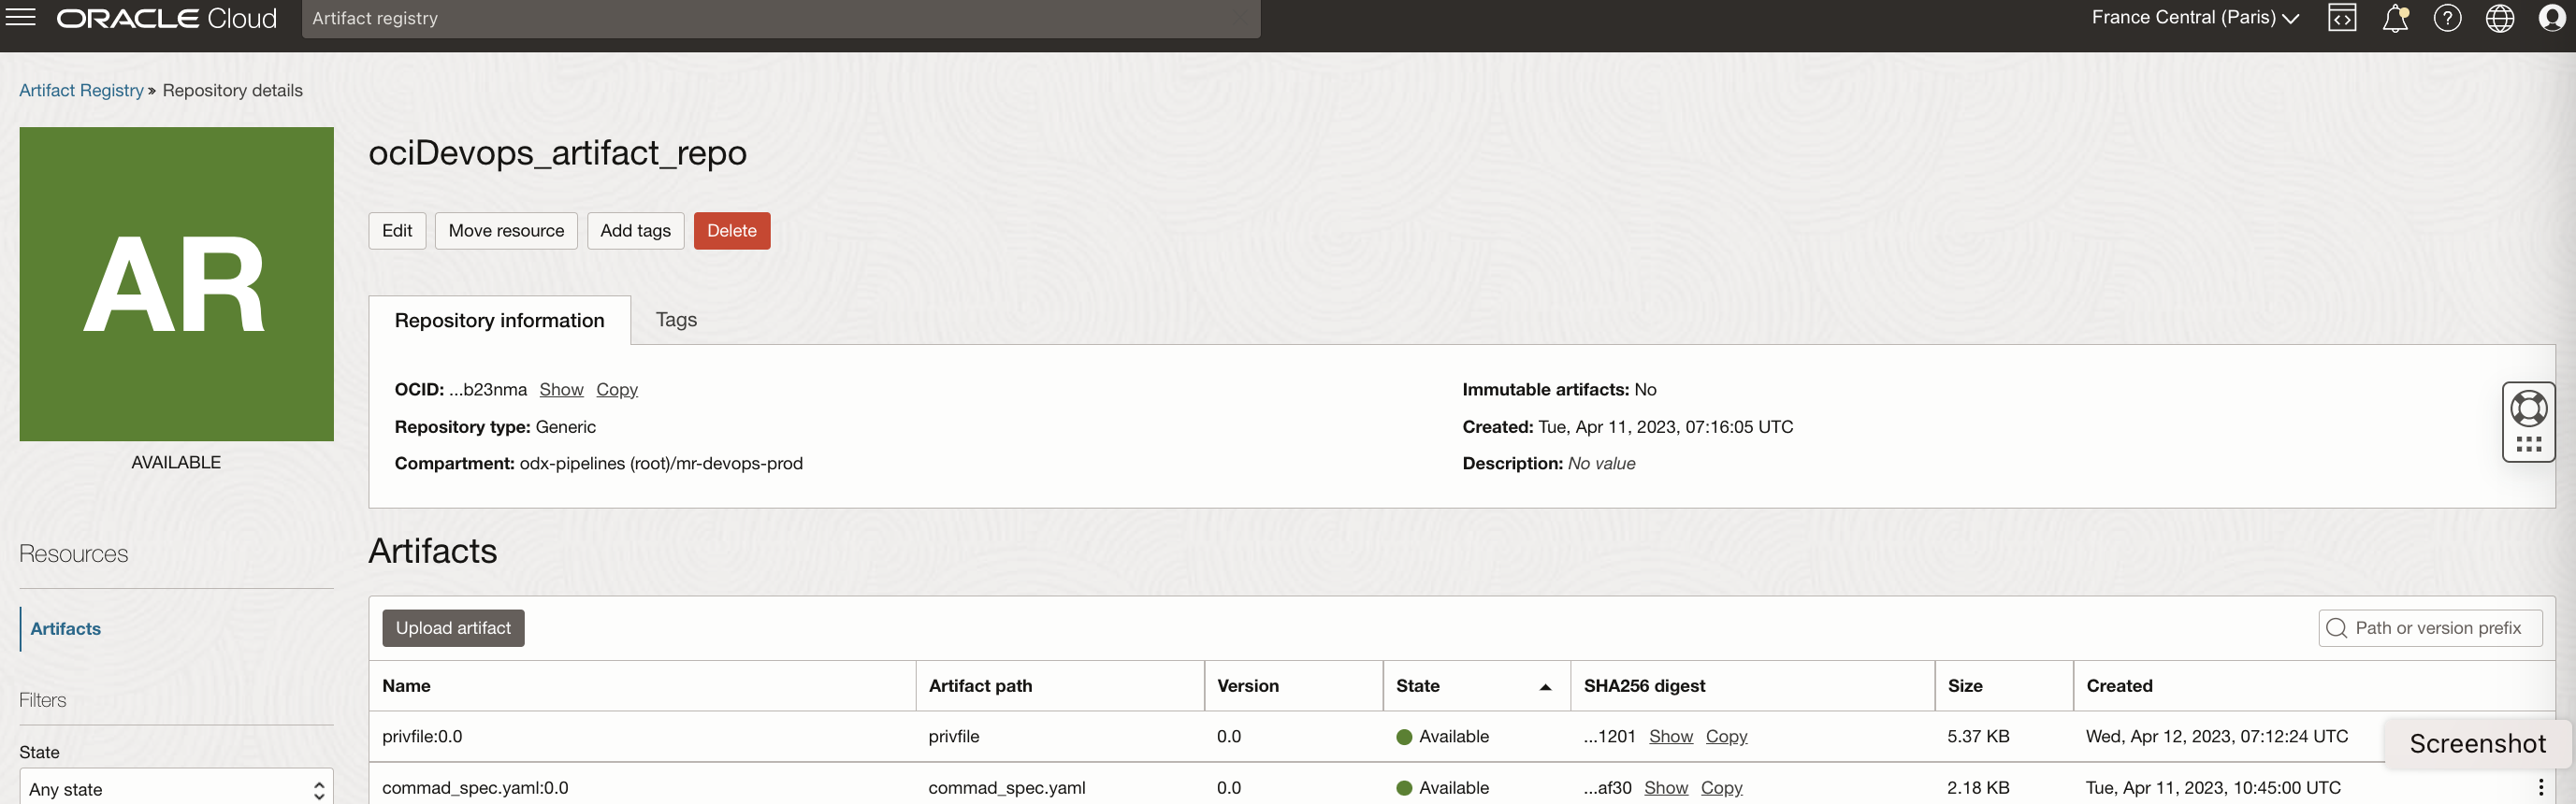 ORACLE Cloud
Artifact registry
France Central (Paris)
Artifact Registry » Repository details
AR
AVAILABLE
ociDevops_artifact_repo
Edit
Move resource
Add tags
Delete
Repository information
Tags
OCID: ...b23nma Show Copy
Repository type: Generic
Compartment: odx-pipelines (root)/mr-devops-prod
Immutable artifacts: No
Created: Tue, Apr 11, 2023, 07:16:05 UTC
Description: No value
Resources
Artifacts
Filters
State
Any state
Artifacts
Upload artifact
Path or version prefix
Name Artifact path Version State SHA256 digest Size Created
privfile:0.0 privfile 0.0 Available ...1201 Show Copy 5.37 KB Wed, Apr 12, 2023, 07:12:24 UTC
commad_spec.yaml:0.0 commad_spec.yaml 0.0 Available ...af30 Show Copy 2.18 KB Tue, Apr 11, 2023, 10:45:00 UTC
Screenshot